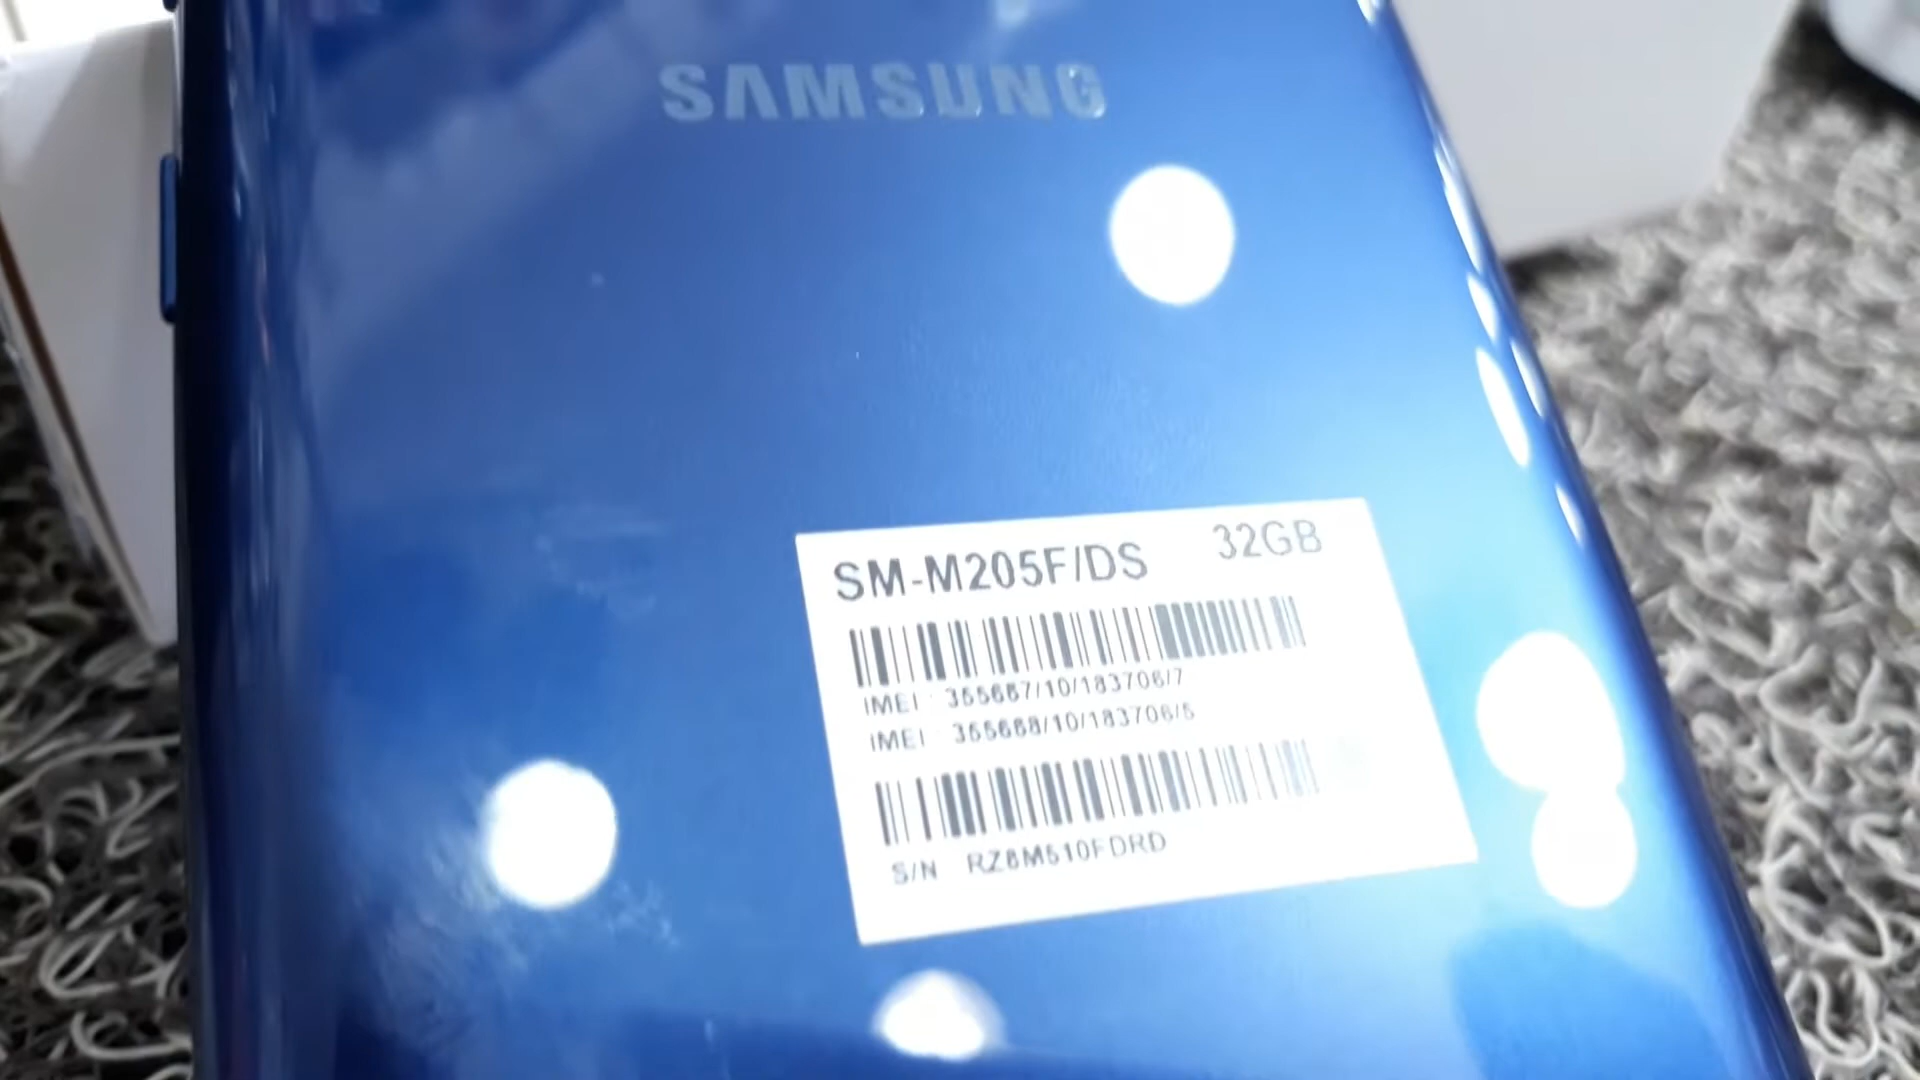 SAMSUNG
SM-M205F/DS 32GB
IMEI : 355687/10/183706/7
IMEI : 355688/10/183706/5
S/N RZ8M510FDRD